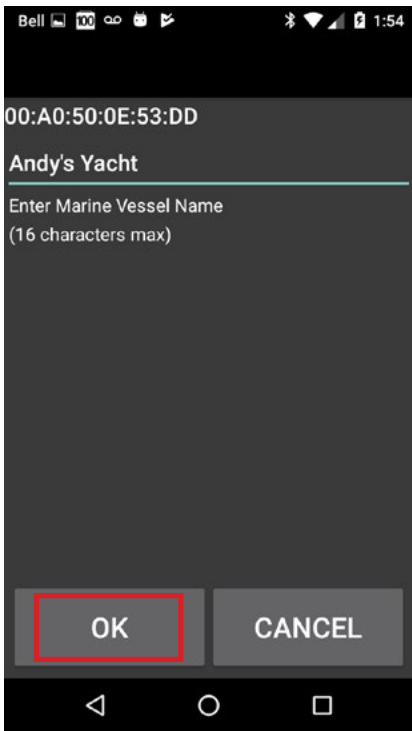 Bell 100 1:54
00:A0:50:0E:53:DD
Andy's Yacht
Enter Marine Vessel Name
(16 characters max)
OK CANCEL